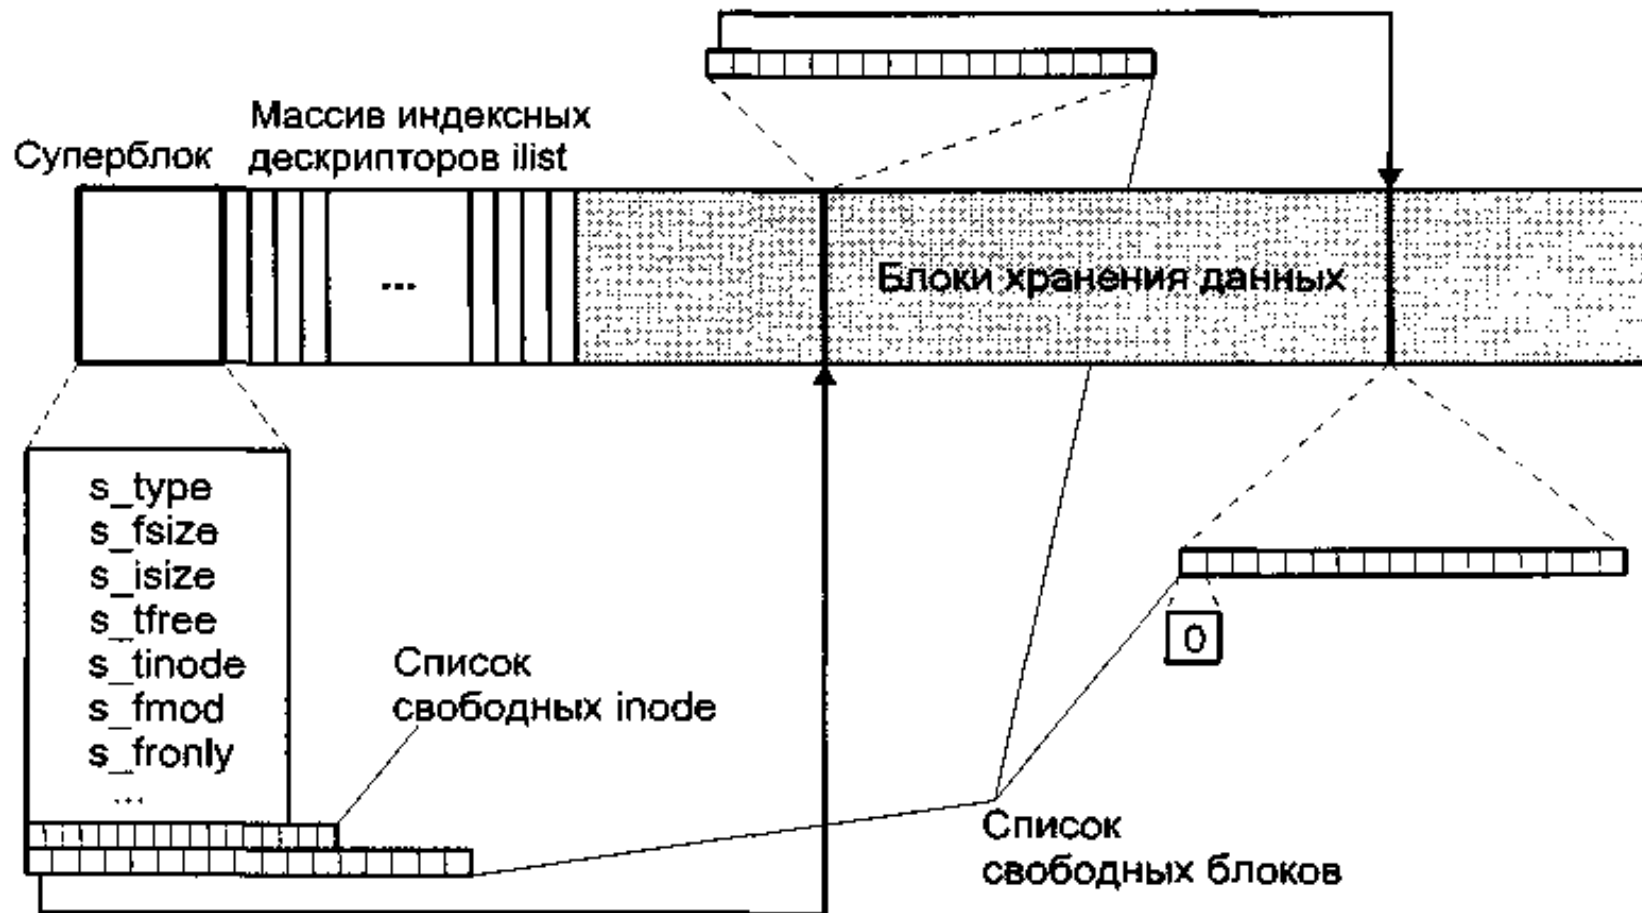 Массив индексных
дескрипторов ilist
Суперблок
...
Блоки хранения данных
s_type
s_fsize
s_isize
s_tfree
s_tinode
s_fmod
s_fronly
...
0
Список
свободных inode
Список
свободных блоков